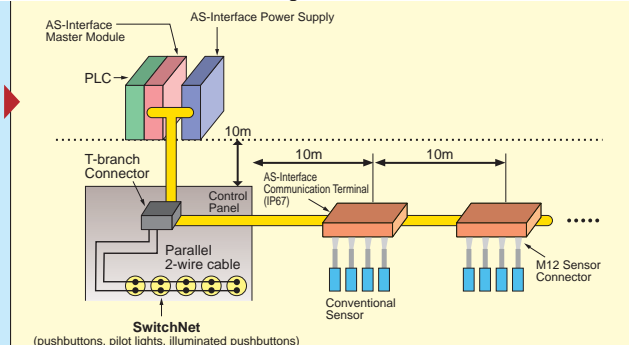 AS-Interface Power Supply
AS-Interface
Master Module
PLC
10m
10m
10m
T-branch
Connector
AS-Interface
Communication Terminal
(IP67)
Control
Panel
Parallel
2-wire cable
M12 Sensor
Connector
Conventional
Sensor
SwitchNet
(pushbuttons, pilot lights, illuminated pushbuttons)